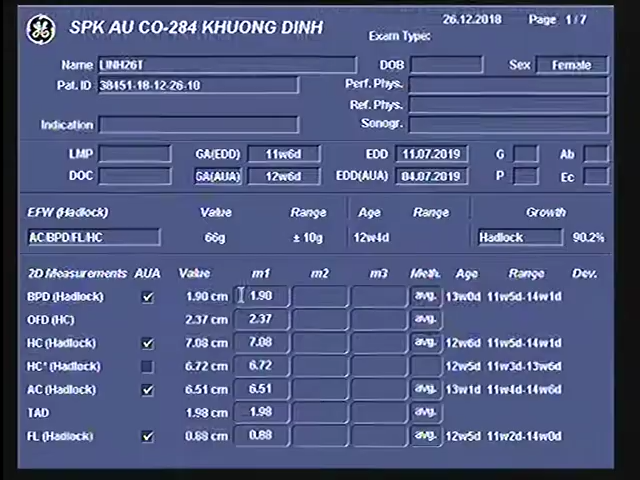 SPK AU CO-284 KHUONG DINH
26.12.2018 Page 1/7
Exam Type:
Name LINH26T DOB Sex Female
Pat. ID 38451-18-12-26-10 Perf. Phys.
Ref. Phys.
Indication Sonogr.
LMP GA(EDD) 11w6d EDD 11.07.2019 G Ab
DOC GA(AUA) 12w6d EDD(AUA) 04.07.2019 P Ec
EFW (Hadlock) Value Range Age Range Growth
AC/BPD/FL/HC 66g ± 10g 12w4d Hadlock 90.2%
2D Measurements AUA Value m1 m2 m3 Meth. Age Range Dev.
BPD (Hadlock) 1.90 cm 1.90 avg. 13w0d 11w5d-14w1d
OFD (HC) 2.37 cm 2.37 avg.
HC (Hadlock) 7.08 cm 7.08 avg. 12w6d 11w5d-14w1d
HC* (Hadlock) 6.72 cm 6.72 12w5d 11w3d-13w6d
AC (Hadlock) 6.51 cm 6.51 avg. 13w1d 11w4d-14w6d
TAD 1.98 cm 1.98 avg.
FL (Hadlock) 0.88 cm 0.88 avg. 12w5d 11w2d-14w0d